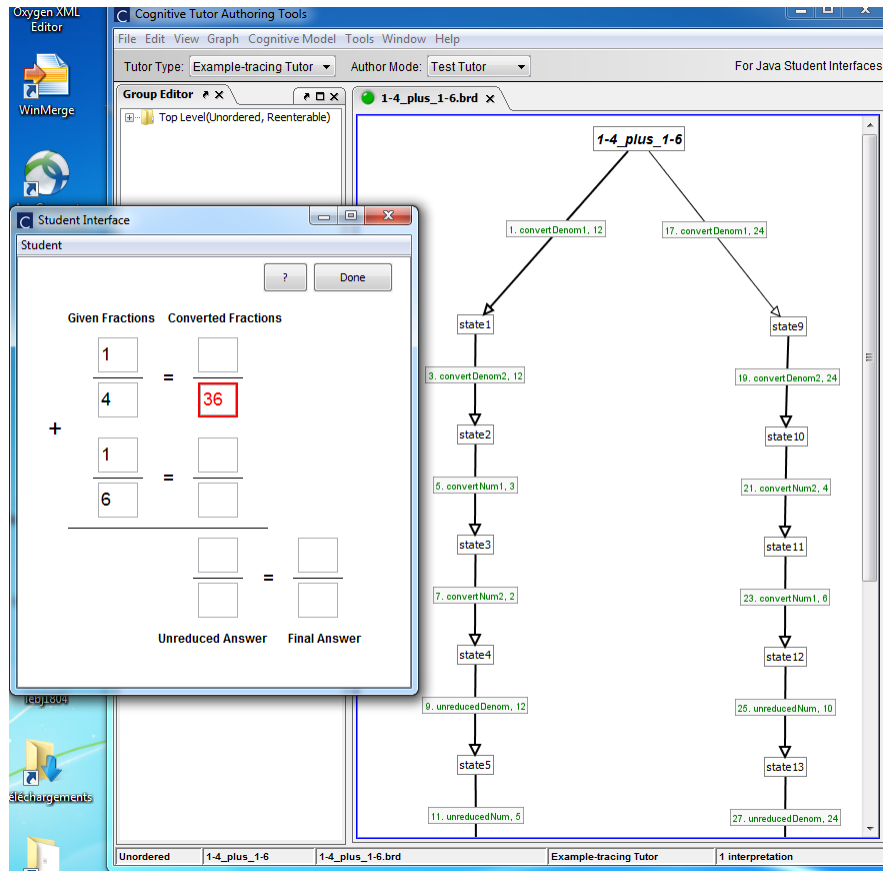 Oxygen XML
Editor
WinMerge
Téléchargements
Cognitive Tutor Authoring Tools
File Edit View Graph Cognitive Model Tools Window Help
Tutor Type: Example-tracing Tutor Author Mode: Test Tutor For Java Student Interfaces
Group Editor
Top Level(Unordered, Reenterable)
1-4_plus_1-6.brd
1-4_plus_1-6
1. convertDenom1, 12
17. convertDenom1, 24
state1
state9
3. convertDenom2, 12
19. convertDenom2, 24
state2
state10
5. convertNum1, 3
21. convertNum2, 4
state3
state11
7. convertNum2, 2
23. convertNum1, 6
state4
state12
9. unreducedDenom, 12
25. unreducedNum, 10
state5
state13
11. unreducedNum, 5
27. unreducedDenom, 24
Student Interface
Student
? Done
Given Fractions Converted Fractions
1
=
4 36
+
1
=
6
=
Unreduced Answer Final Answer
Unordered 1-4_plus_1-6 1-4_plus_1-6.brd Example-tracing Tutor 1 interpretation